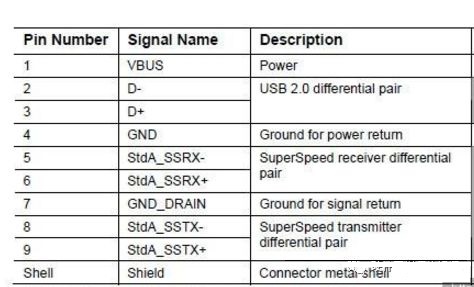 Pin Number Signal Name Description
1 VBUS Power
2 D- USB 2.0 differential pair
3 D+
4 GND Ground for power return
5 StdA_SSRX- SuperSpeed receiver differential
pair
6 StdA_SSRX+
7 GND_DRAIN Ground for signal return
8 StdA_SSTX- SuperSpeed transmitter
differential pair
9 StdA_SSTX+
Shell Shield Connector metal shell